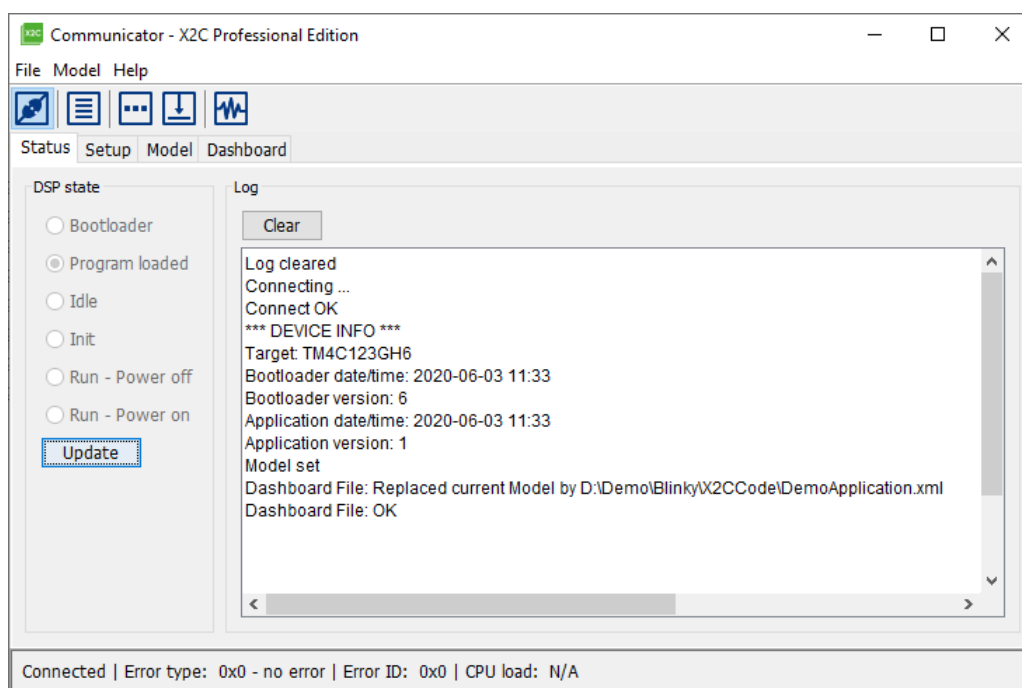 X2C Communicator - X2C Professional Edition
File Model Help
Status Setup Model Dashboard
DSP state
Bootloader
Program loaded
Idle
Init
Run - Power off
Run - Power on
Update
Log
Clear
Log cleared
Connecting ...
Connect OK
*** DEVICE INFO ***
Target: TM4C123GH6
Bootloader date/time: 2020-06-03 11:33
Bootloader version: 6
Application date/time: 2020-06-03 11:33
Application version: 1
Model set
Dashboard File: Replaced current Model by D:\Demo\Blinky\X2CCode\DemoApplication.xml
Dashboard File: OK
Connected | Error type: 0x0 - no error | Error ID: 0x0 | CPU load: N/A